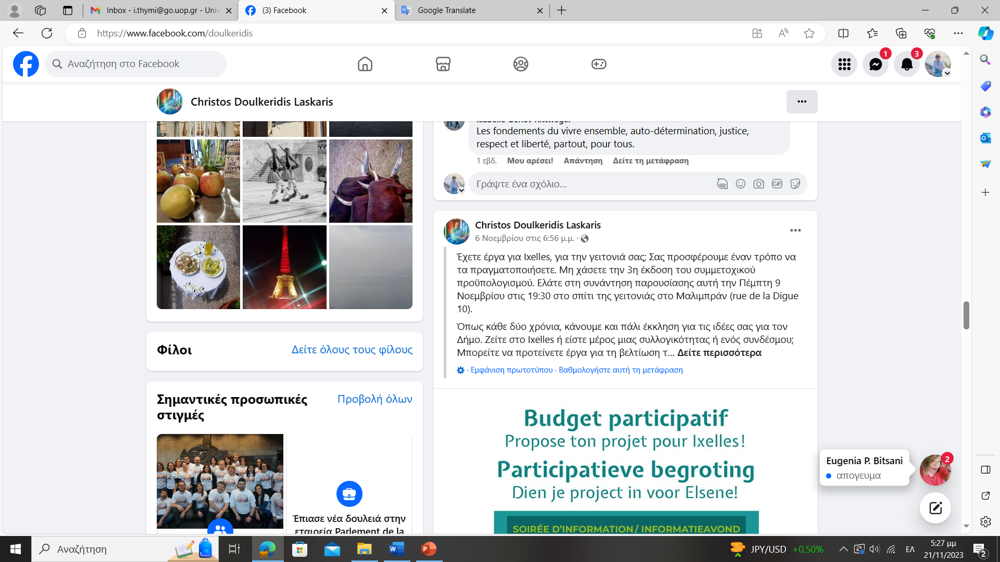 Inbox - i.thymi@go.uop.gr - Univ
(3) Facebook
Google Translate
https://www.facebook.com/doulkeridis
Αναζήτηση στο Facebook
1
3
Christos Doulkeridis Laskaris
TU VE
UNE
POMME
PRENDS
Les fondements du vivre ensemble, auto-détermination, justice,
respect et liberté, partout, pour tous.
1 εβδ. Μου αρέσει! Απάντηση Δείτε τη μετάφραση
Γράψτε ένα σχόλιο...
GIF
Christos Doulkeridis Laskaris
6 Νοεμβρίου στις 6:56 μ.μ. ·
Έχετε έργα για Ixelles, για την γειτονιά σας; Σας προσφέρουμε έναν τρόπο να
τα πραγματοποιήσετε. Μη χάσετε την 3η έκδοση του συμμετοχικού
προϋπολογισμού. Ελάτε στη συνάντηση παρουσίασης αυτή την Πέμπτη 9
Νοεμβρίου στις 19:30 στο σπίτι της γειτονιάς στο Μαλιμπράν (rue de la Digue
10).
Όπως κάθε δύο χρόνια, κάνουμε και πάλι έκκληση για τις ιδέες σας για τον
Δήμο. Ζείτε στο Ixelles ή είστε μέρος μιας συλλογικότητας ή ενός συνδέσμου;
Μπορείτε να προτείνετε έργα για τη βελτίωση τ... Δείτε περισσότερα
· Εμφάνιση πρωτοτύπου · Βαθμολογήστε αυτή τη μετάφραση
Budget participatif
Propose ton projet pour Ixelles!
Participatieve begroting
Dien je project in voor Elsene!
SOIRÉE D'INFORMATION / INFORMATIEAVOND
Φίλοι
Δείτε όλους τους φίλους
Σημαντικές προσωπικές
στιγμές
Προβολή όλων
Έπιασε νέα δουλειά στην
εταιρεία Parlement de la
Eugenia P. Bitsani
απογευμα
2
Αναζήτηση
JPY/USD +0,50%
ΕΛ
5:27 μμ
21/11/2023
2